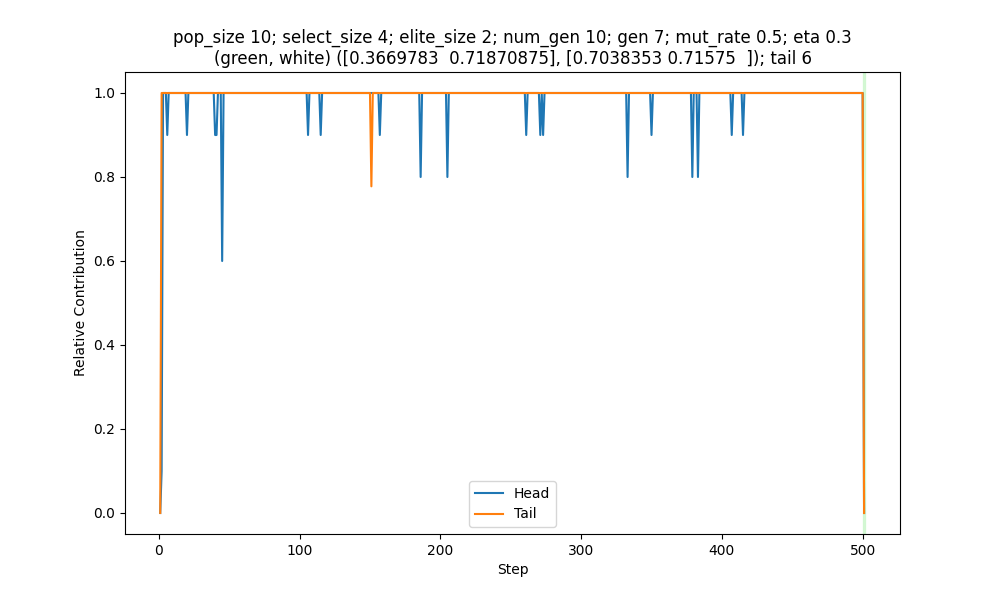 pop_size 10; select_size 4; elite_size 2; num_gen 10; gen 7; mut_rate 0.5; eta 0.3
(green, white) ([0.3669783  0.71870875], [0.7038353 0.71575  ]); tail 6
1.0
0.8
0.6
0.4
0.2
0.0
Relative Contribution
Head
Tail
0
100
200
300
400
500
Step